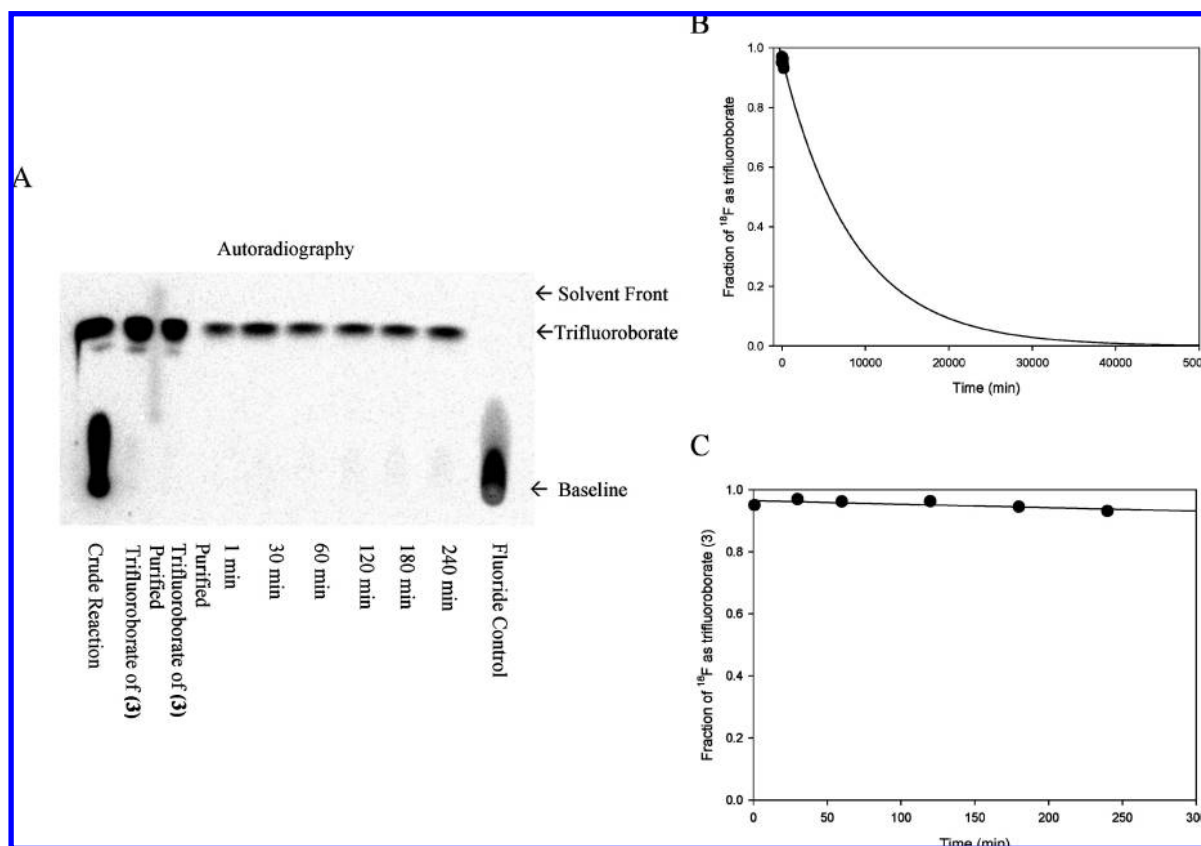 A
Autoradiography
← Solvent Front
←Trifluoroborate
← Baseline
Crude Reaction
Trifluoroborate of (3)
Purified
Trifluoroborate of (3)
Purified
1 min
30 min
60 min
120 min
180 min
240 min
Fluoride Control
B
Fraction of ¹⁸F as trifluoroborate
1.0
0.8
0.6
0.4
0.2
0.0
0
10000
20000
30000
40000
500
Time (min)
C
Fraction of ¹⁸F as trifluoroborate (3)
1.0
0.8
0.6
0.4
0.2
0.0
0
50
100
150
200
250
30
Time (min)